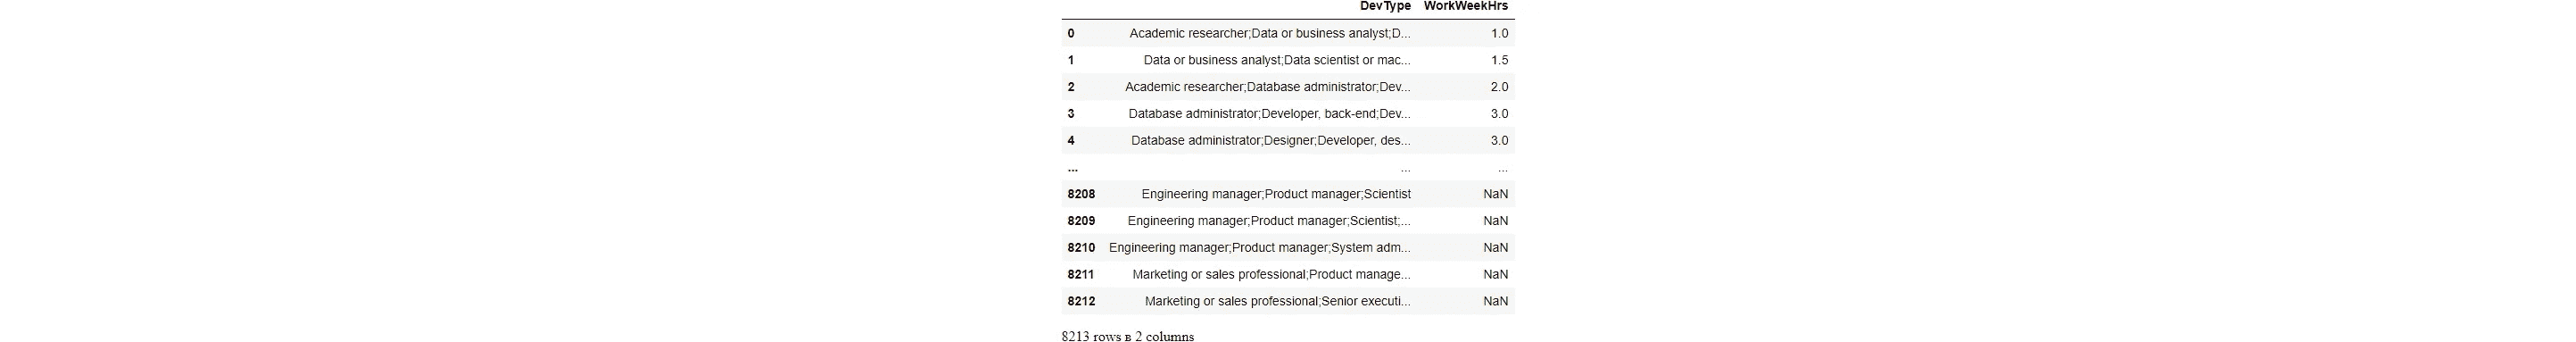 DevType WorkWeekHrs
0 Academic researcher;Data or business analyst;D... 1.0
1 Data or business analyst;Data scientist or mac... 1.5
2 Academic researcher;Database administrator;Dev... 2.0
3 Database administrator;Developer, back-end;Dev... 3.0
4 Database administrator;Designer;Developer, des... 3.0
... ... ...
8208 Engineering manager;Product manager;Scientist NaN
8209 Engineering manager;Product manager;Scientist;... NaN
8210 Engineering manager;Product manager;System adm... NaN
8211 Marketing or sales professional;Product manage... NaN
8212 Marketing or sales professional;Senior executi... NaN
8213 rows в 2 columns